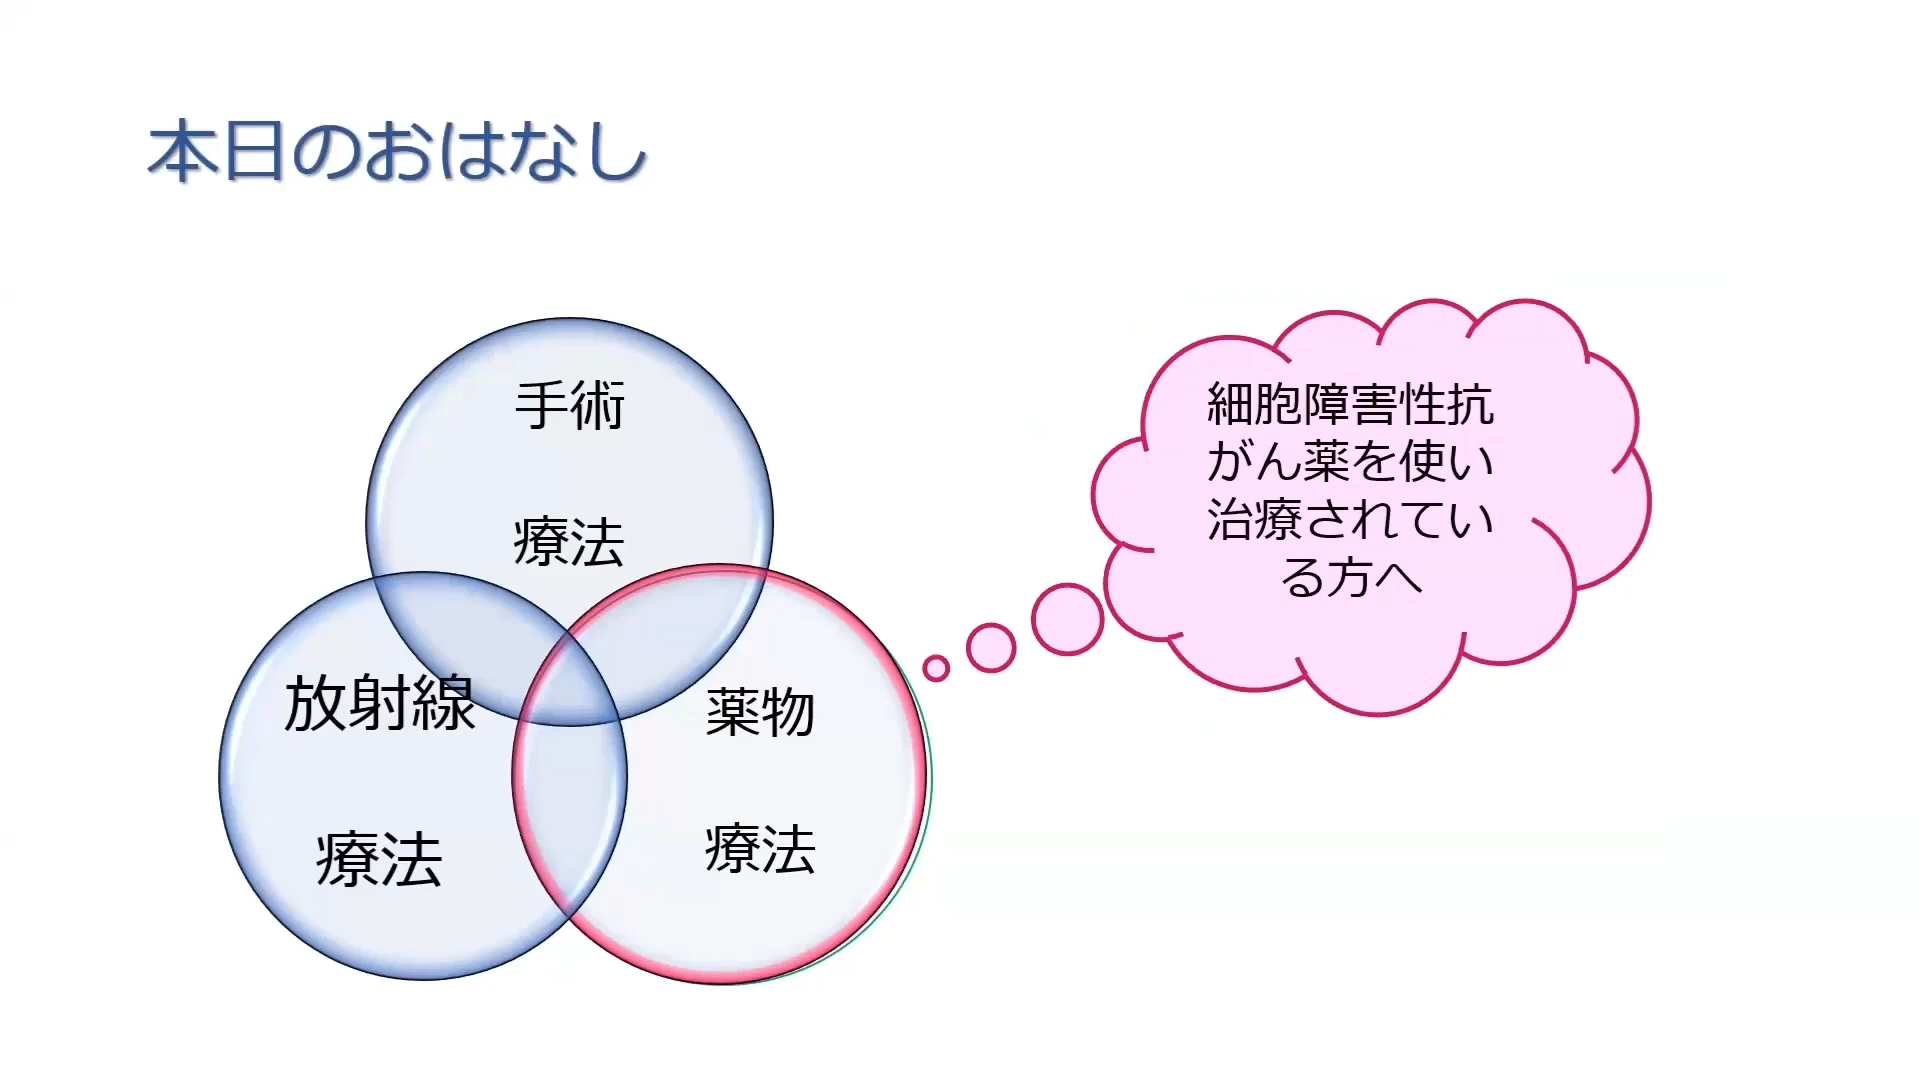 本日のおはなし
手術
療法
放射線
療法
薬物
療法
細胞障害性抗
がん薬を使い
治療されてい
る方へ